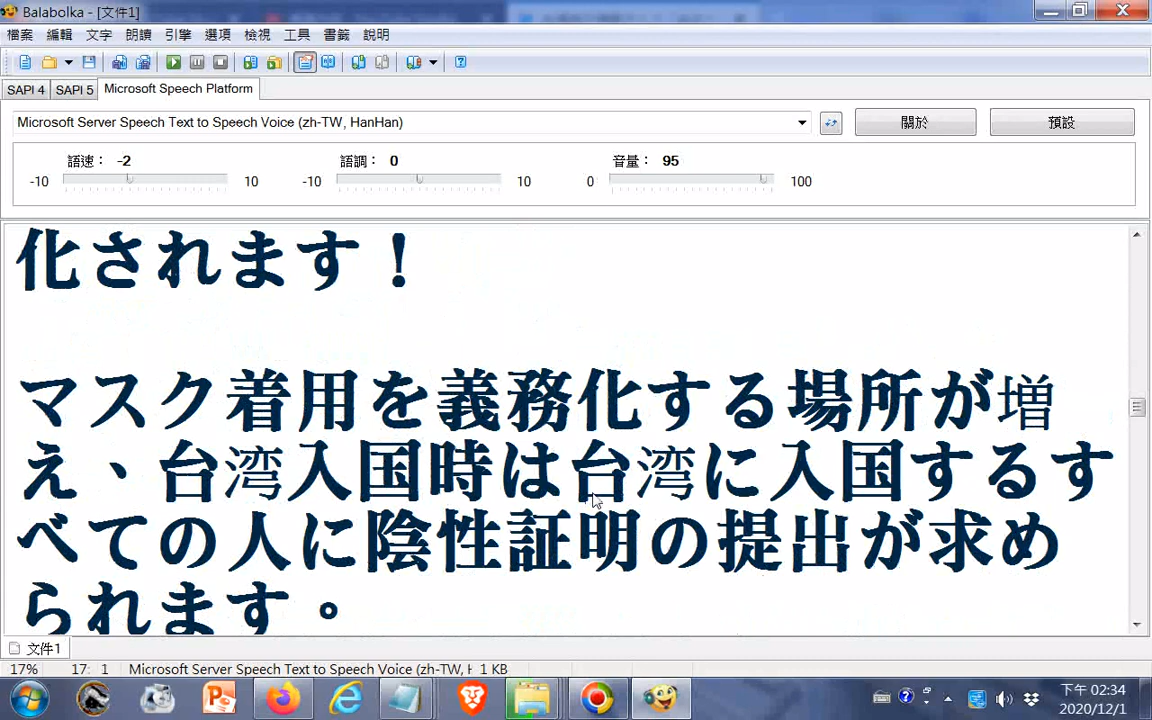 Balabolka - [文件1]
檔案 編輯 文字 朗讀 引擎 選項 檢視 工具 書籤 說明
SAPI 4 SAPI 5 Microsoft Speech Platform
Microsoft Server Speech Text to Speech Voice (zh-TW, HanHan) 關於 預設
語速： -2 語調： 0 音量： 95
-10 10 -10 10 0 100
化されます！
マスク着用を義務化する場所が増
え、台湾入国時は台湾に入国するす
べての人に陰性証明の提出が求め
られます。
文件1
17% 17: 1 Microsoft Server Speech Text to Speech Voice (zh-TW, H 1 KB
下午 02:34
2020/12/1